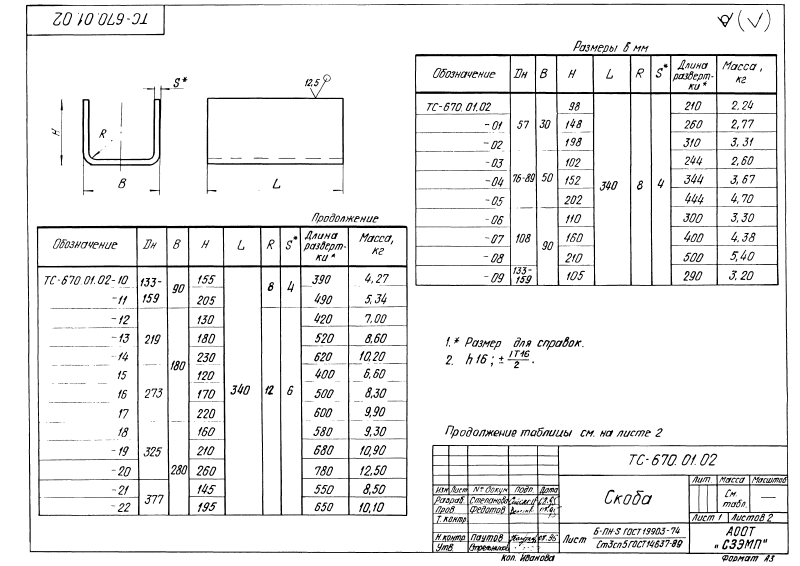 ТС-670.01.02
(√)
S*
H
R
B
12,5
L
Размеры в мм
Обозначение Dн B H L R S* Длина разверт-ки* Масса, кг
ТС-670.01.02 57 30 98 340 8 4 210 2,24
-01 148 260 2,77
-02 198 310 3,31
-03 76-89 50 102 244 2,60
-04 152 344 3,67
-05 202 444 4,70
-06 108 90 110 300 3,30
-07 160 400 4,38
-08 210 500 5,40
-09 133-159 105 290 3,20
Продолжение
Обозначение Dн B H L R S* Длина разверт-ки* Масса, кг
ТС-670.01.02-10 133-159 90 155 340 8 4 390 4,27
-11 205 490 5,34
-12 219 180 130 12 6 420 7,00
-13 180 520 8,60
-14 230 620 10,20
15 273 120 400 6,60
16 170 500 8,30
17 220 600 9,90
18 325 280 160 580 9,30
-19 210 680 10,90
-20 260 780 12,50
-21 377 145 550 8,50
-22 195 650 10,10
1.* Размер для справок.
2. h16; ± IT16/2.
Продолжение таблицы см. на листе 2
ТС-670.01.02
Изм Лист № Докум Подп. Дата
Разраб. Степанова
Пров. Федотов
Т. контр.
Н.контр Паутов 08.95
Утв.
Скоба
Лит. Масса Масштаб
См. табл.
Лист 1 Листов 2
Лист Б-ПН-S ГОСТ 19903-74
Ст3сп5 ГОСТ 14637-89
АООТ
"СЗЭМП"
Коп. Иванова
Формат А3